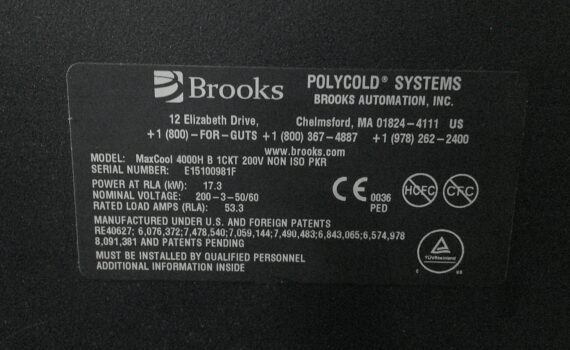 Brooks
POLYCOLD® SYSTEMS
BROOKS AUTOMATION, INC.
12 Elizabeth Drive, Chelmsford, MA 01824-4111 US
+1 (800)-FOR-GUTS +1 (800) 367-4887 +1 (978) 262-2400
www.brooks.com
MODEL: MaxCool 4000H B 1CKT 200V NON ISO PKR
SERIAL NUMBER: E15100981F
POWER AT RLA (kW): 17.3
NOMINAL VOLTAGE: 200-3-50/60
RATED LOAD AMPS (RLA): 53.3
CE 0036
PED
HCFC
CFC
MANUFACTURED UNDER U.S. AND FOREIGN PATENTS
RE40627; 6,076,372;7,478,540;7,059,144;7,490,483;6,843,065;6,574,978
8,091,381 AND PATENTS PENDING
MUST BE INSTALLED BY QUALIFIED PERSONNEL
ADDITIONAL INFORMATION INSIDE
TÜVRheinland
C US